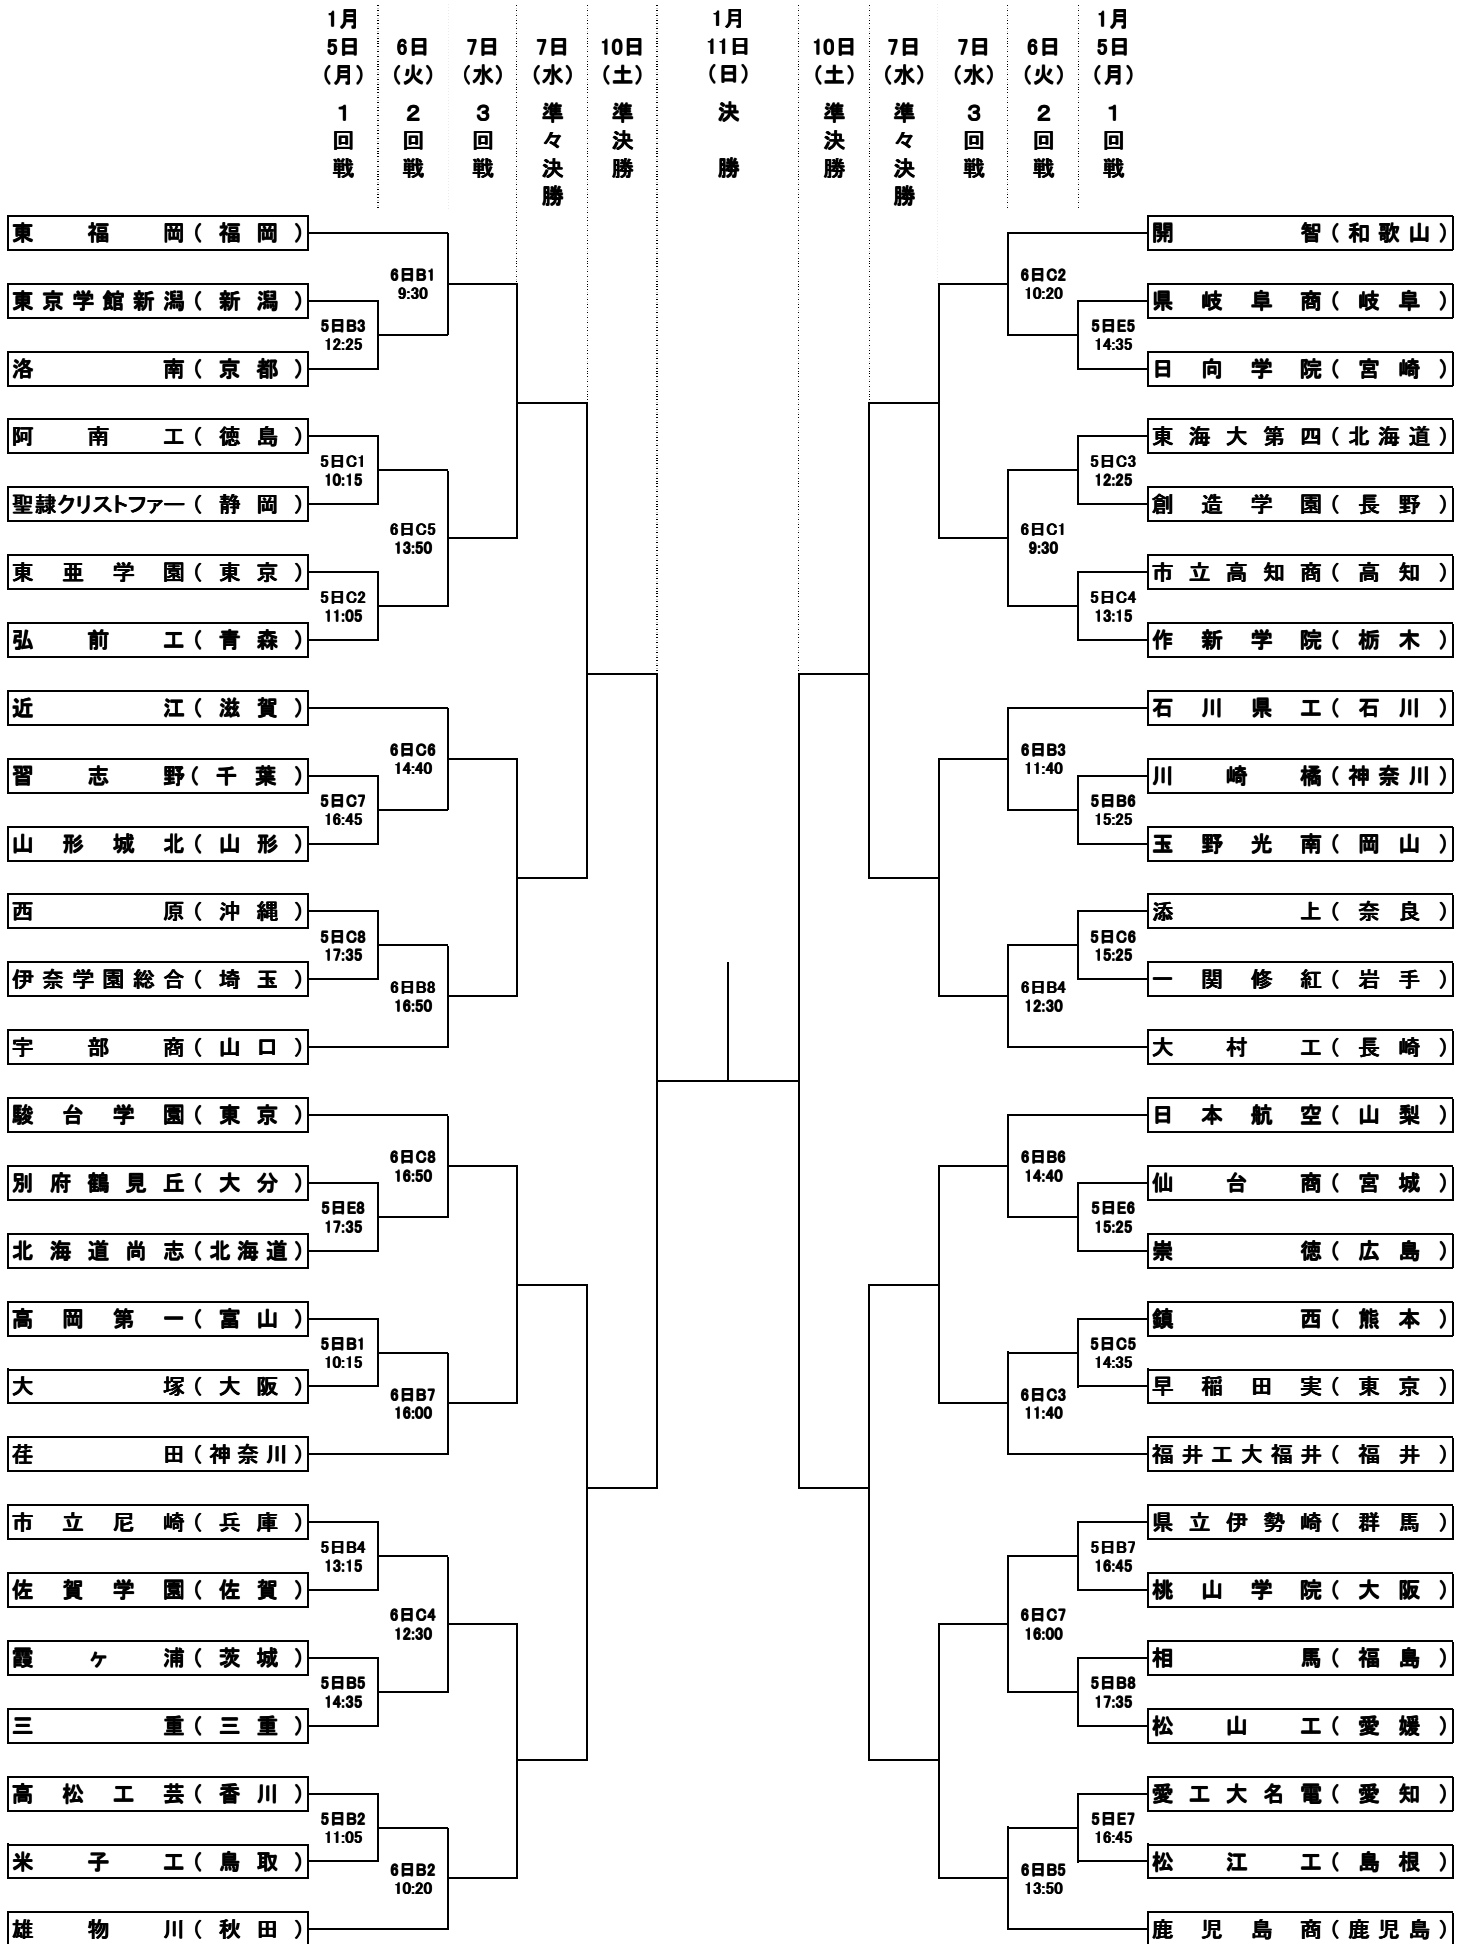 1月 1月 1月
5日 6日 7日 7日 10日 11日 10日 7日 7日 6日 5日
(月) (火) (水) (水) (土) (日) (土) (水) (水) (火) (月)
1回戦 2回戦 3回戦 準々決勝 準決勝 決勝 準決勝 準々決勝 3回戦 2回戦 1回戦
東福岡(福岡)
6日B1
9:30
東京学館新潟(新潟)
5日B3
12:25
洛南(京都)
阿南工(徳島)
5日C1
10:15
聖隷クリストファー(静岡)
6日C5
13:50
東亜学園(東京)
5日C2
11:05
弘前工(青森)
近江(滋賀)
6日C6
14:40
習志野(千葉)
5日C7
16:45
山形城北(山形)
西原(沖縄)
5日C8
17:35
伊奈学園総合(埼玉)
6日B8
16:50
宇部商(山口)
駿台学園(東京)
6日C8
16:50
別府鶴見丘(大分)
5日E8
17:35
北海道尚志(北海道)
高岡第一(富山)
5日B1
10:15
大塚(大阪)
6日B7
16:00
荏田(神奈川)
市立尼崎(兵庫)
5日B4
13:15
佐賀学園(佐賀)
6日C4
12:30
霞ヶ浦(茨城)
5日B5
14:35
三重(三重)
高松工芸(香川)
5日B2
11:05
米子工(鳥取)
6日B2
10:20
雄物川(秋田)
開智(和歌山)
6日C2
10:20
県岐阜商(岐阜)
5日E5
14:35
日向学院(宮崎)
東海大第四(北海道)
5日C3
12:25
創造学園(長野)
6日C1
9:30
市立高知商(高知)
5日C4
13:15
作新学院(栃木)
石川県工(石川)
6日B3
11:40
川崎橘(神奈川)
5日B6
15:25
玉野光南(岡山)
添上(奈良)
5日C6
15:25
一関修紅(岩手)
6日B4
12:30
大村工(長崎)
日本航空(山梨)
6日B6
14:40
仙台商(宮城)
5日E6
15:25
崇徳(広島)
鎮西(熊本)
5日C5
14:35
早稲田実(東京)
6日C3
11:40
福井工大福井(福井)
県立伊勢崎(群馬)
5日B7
16:45
桃山学院(大阪)
6日C7
16:00
相馬(福島)
5日B8
17:35
松山工(愛媛)
愛工大名電(愛知)
5日E7
16:45
松江工(島根)
6日B5
13:50
鹿児島商(鹿児島)